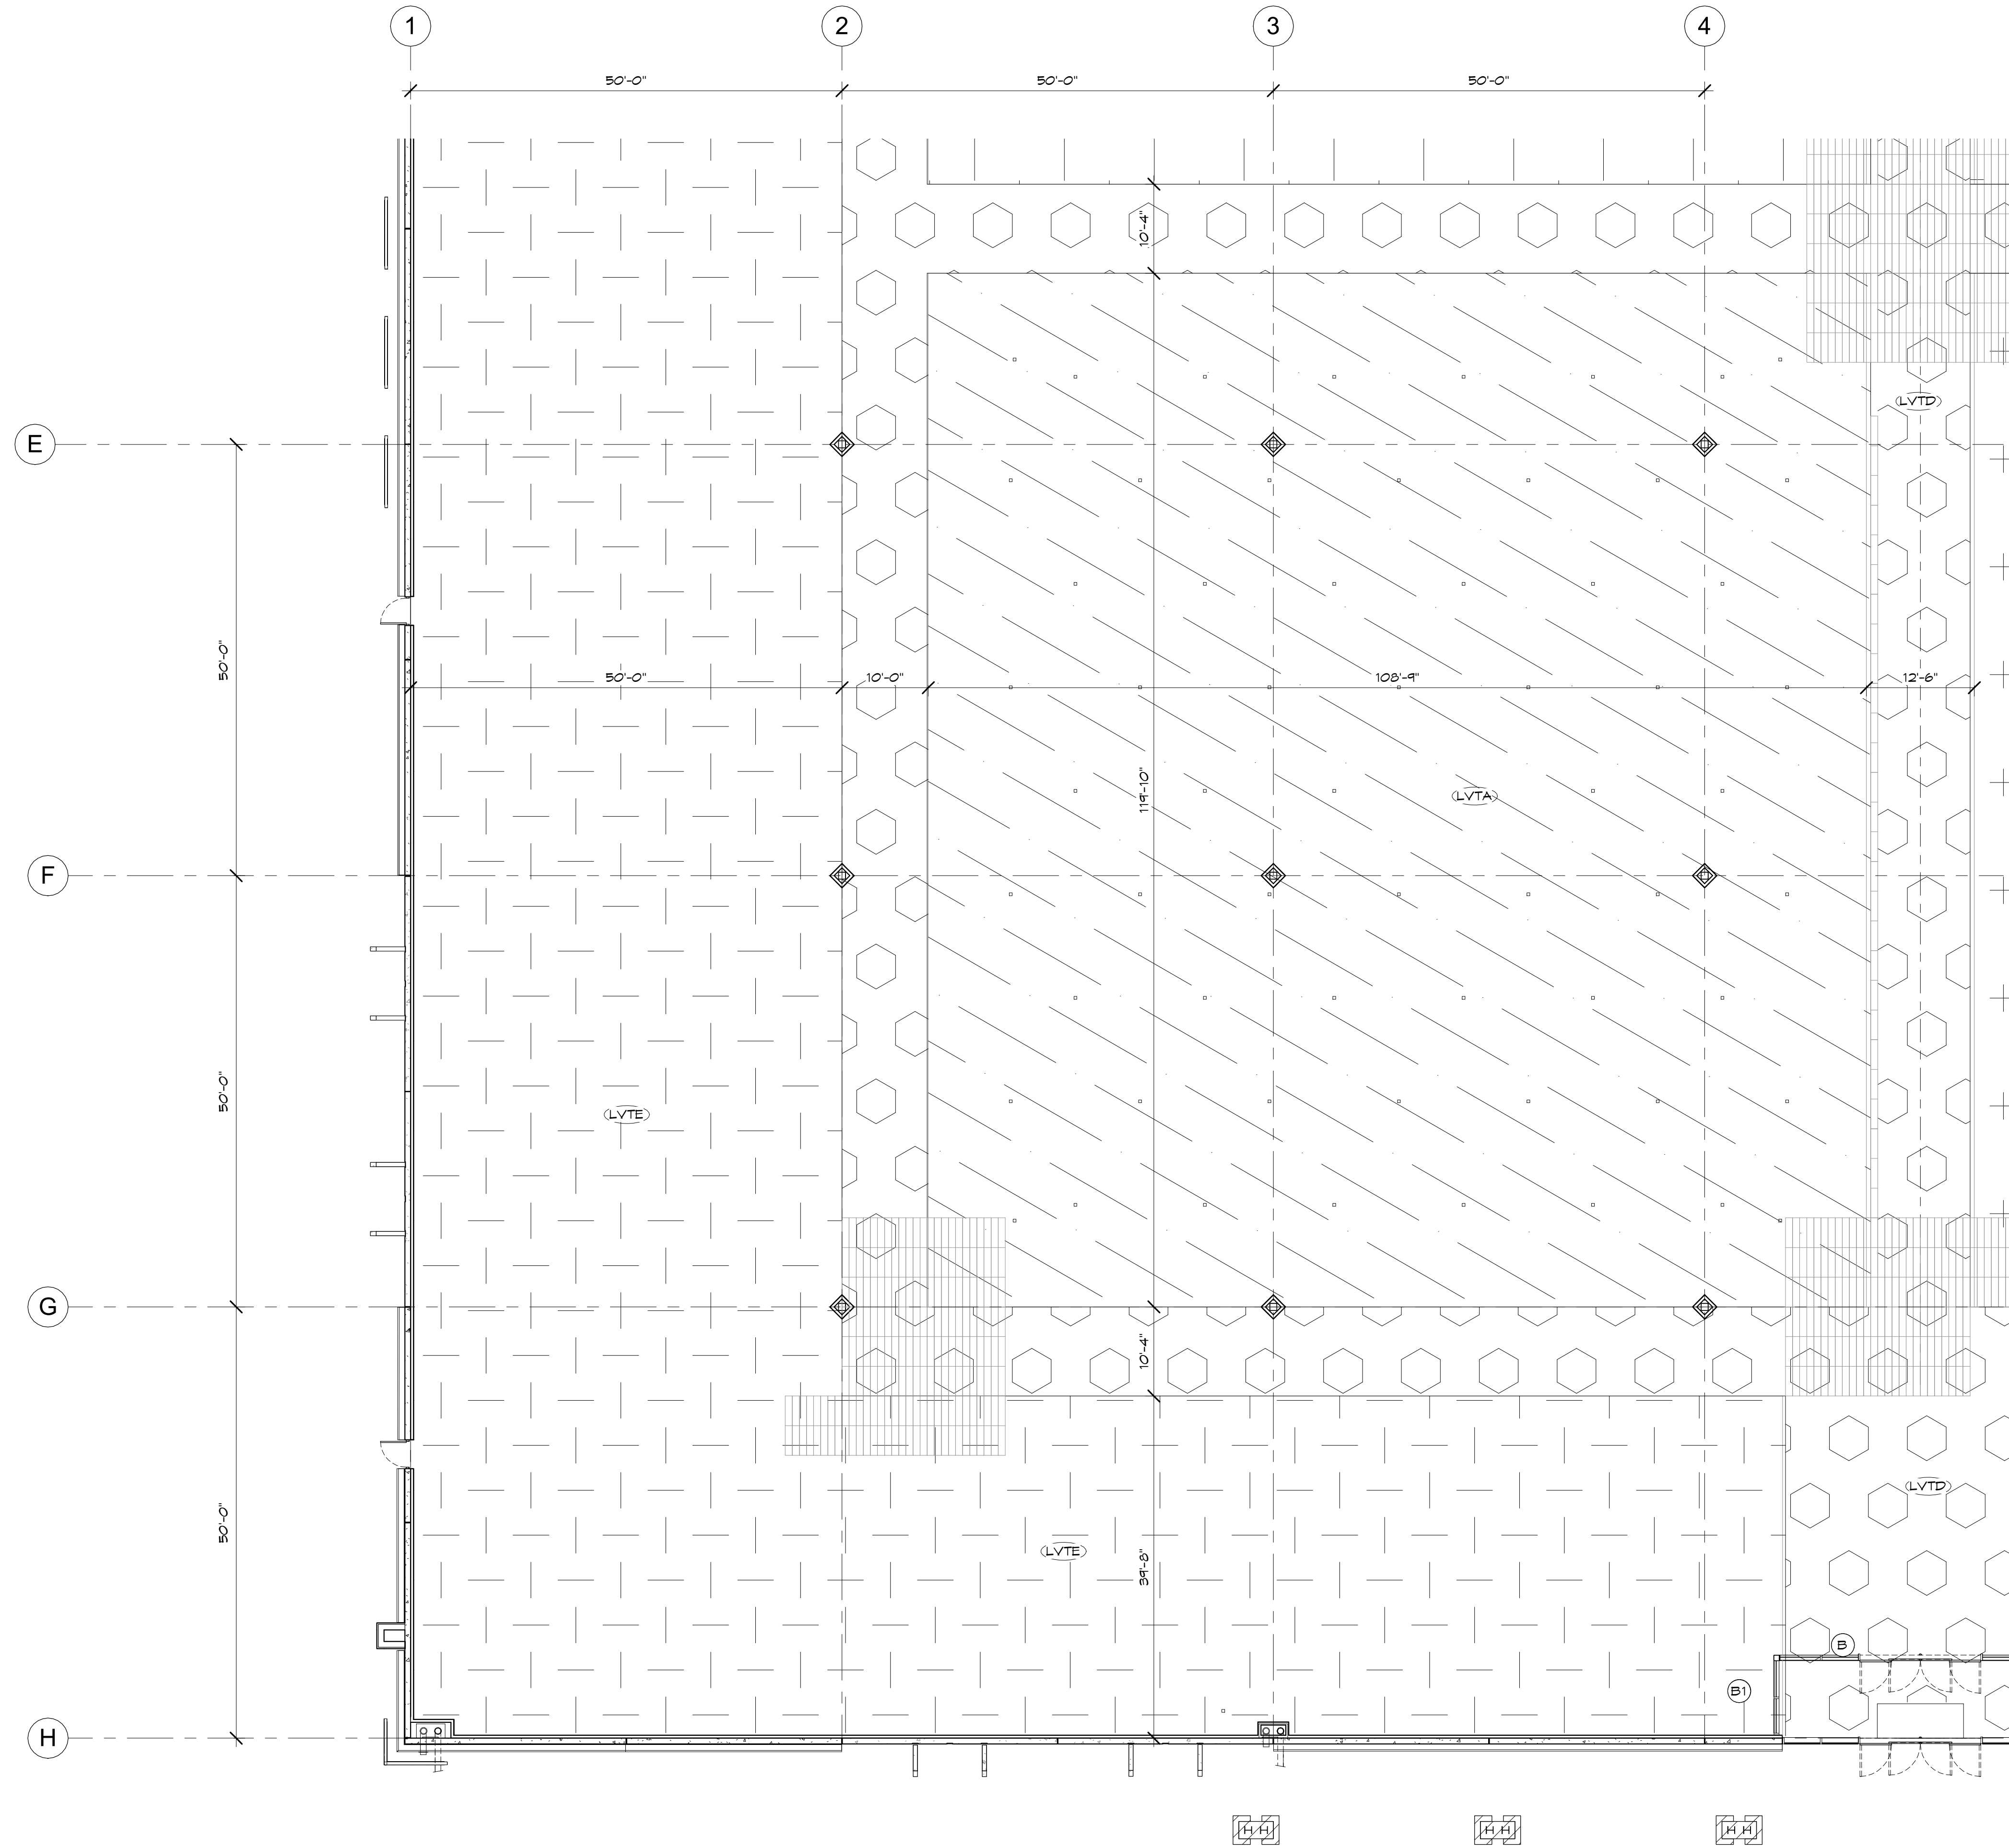 1 2 3 4
50'-0" 50'-0" 50'-0"
10'-4"
LVTD
E
50'-0"
50'-0" 10'-0" 108'-9" 12'-6"
119'-10"
LVTA
F
50'-0"
LVTE
G
10'-4"
LVTD
50'-0"
LVTE
39'-8"
B
B1
H
H H H H H H